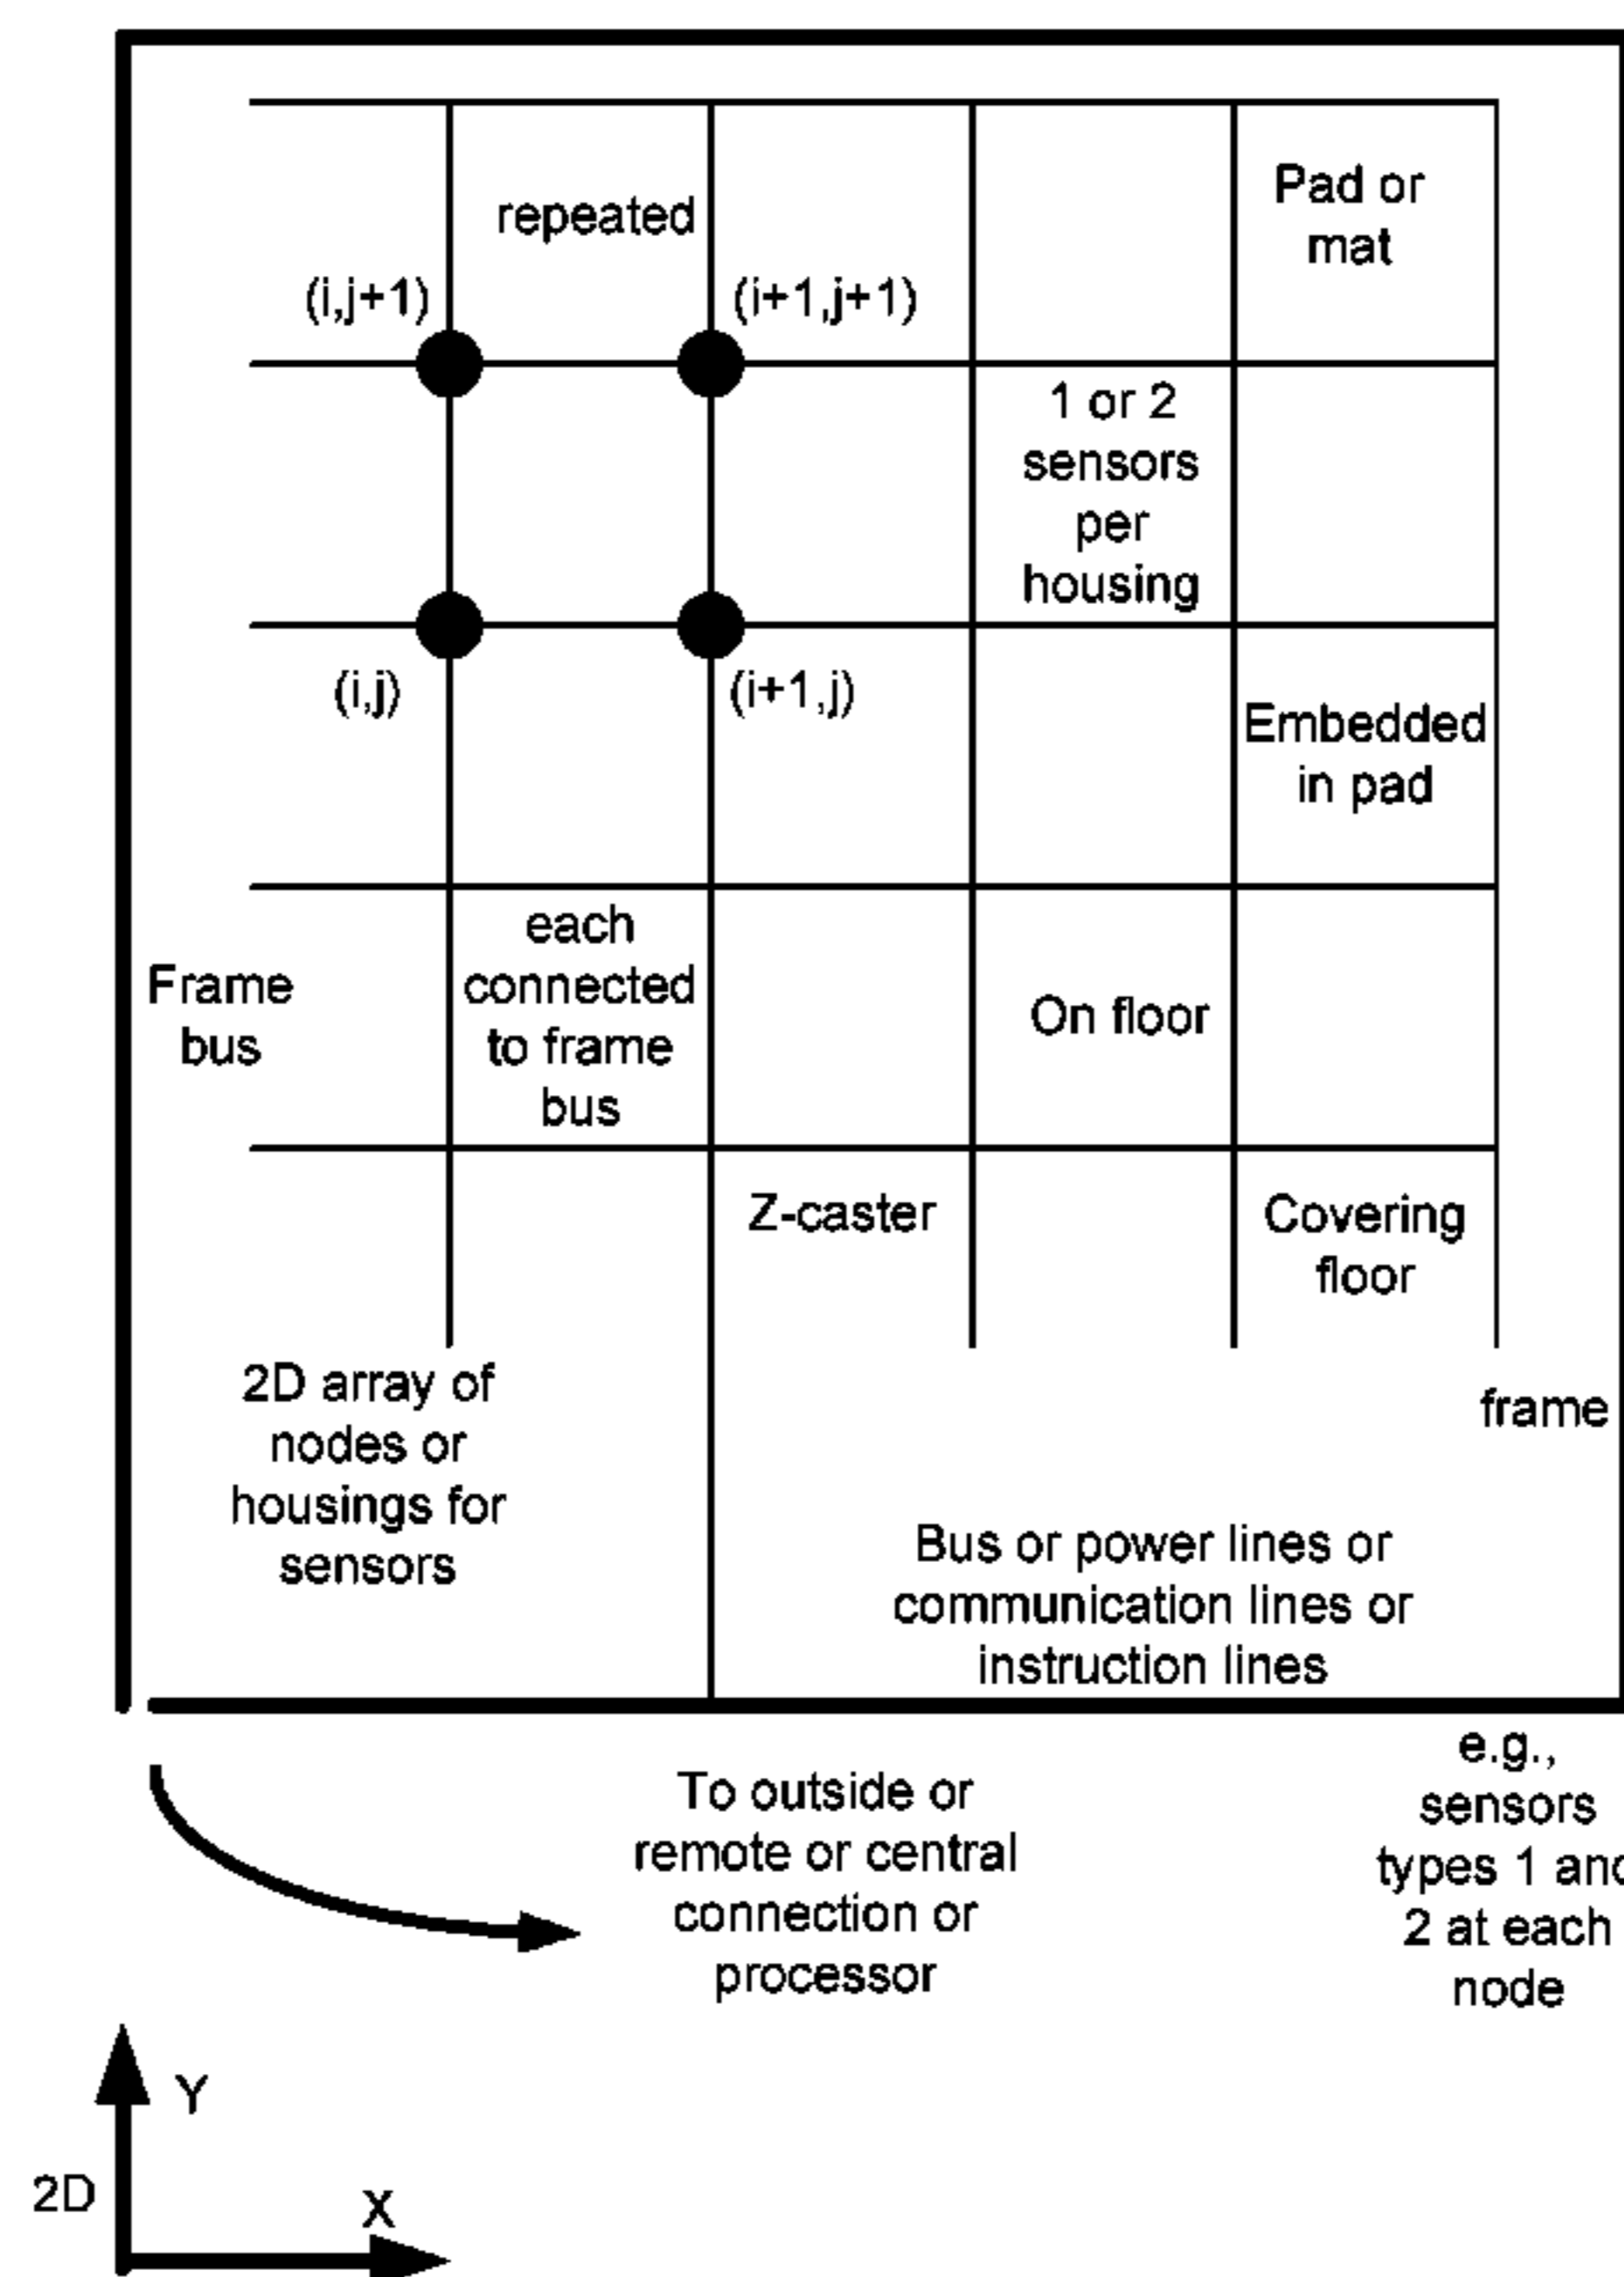 repeated
Pad or
mat
(i,j+1)
(i+1,j+1)
1 or 2
sensors
per
housing
(i,j)
(i+1,j)
Embedded
in pad
Frame
bus
each
connected
to frame
bus
On floor
Z-caster
Covering
floor
2D array of
nodes or
housings for
sensors
frame
Bus or power lines or
communication lines or
instruction lines
To outside or
remote or central
connection or
processor
e.g.,
sensors
types 1 and
2 at each
node
Y
2D
X